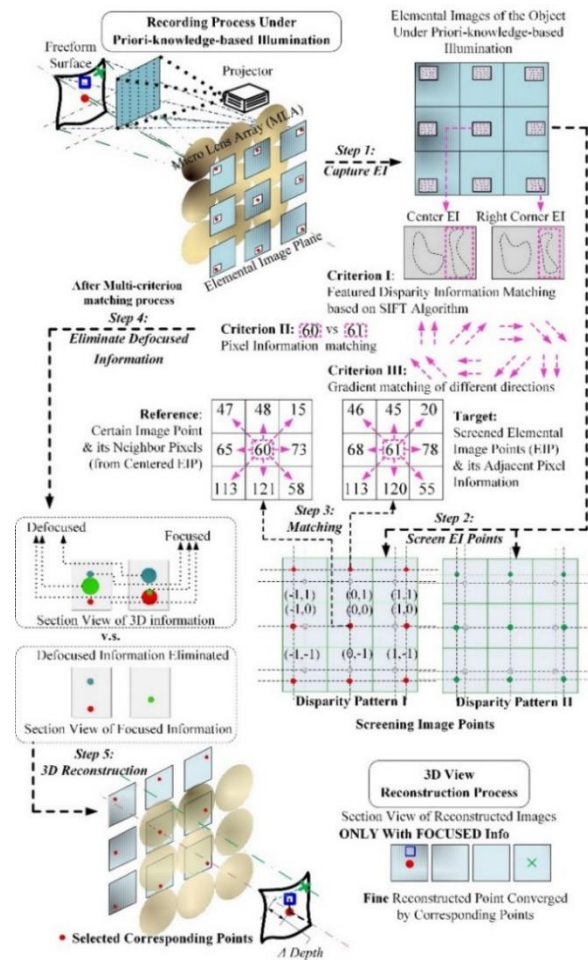 Recording Process Under
Priori-knowledge-based Illumination
Freeform
Surface
Projector
Micro Lens Array (MLA)
Elemental Image Plane
Elemental Images of the Object
Under Priori-knowledge-based
Illumination
Step 1:
Capture EI
Center EI
Right Corner EI
Criterion I:
Featured Disparity Information Matching
based on SIFT Algorithm
Criterion II: 60 vs 61
Pixel Information matching
Criterion III:
Gradient matching of different directions
After Multi-criterion
matching process
Step 4:
Eliminate Defocused
Information
Reference:
Certain Image Point
& its Neighbor Pixels
(from Centered EIP)
47 48 15
65 60 73
113 121 58
46 45 20
68 61 78
113 120 55
Target:
Screened Elemental
Image Points (EIP)
& its Adjacent Pixel
Information
Step 3:
Matching
Step 2:
Screen EI Points
Defocused
Focused
Section View of 3D information
v.s.
Defocused Information Eliminated
Section View of Focused Information
(-1,1) (0,1) (1,1)
(-1,0) (0,0) (1,0)
(-1,-1) (0,-1) (1,-1)
Disparity Pattern I
Disparity Pattern II
Screening Image Points
Step 5:
3D Reconstruction
Selected Corresponding Points
Δ Depth
3D View
Reconstruction Process
Section View of Reconstructed Images
ONLY With FOCUSED Info
Fine Reconstructed Point Converged
by Corresponding Points